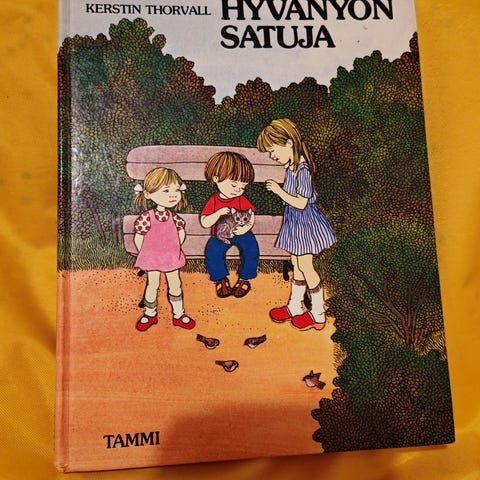 KERSTIN THORVALL
HYVÄNYÖN
SATUJA
TAMMI